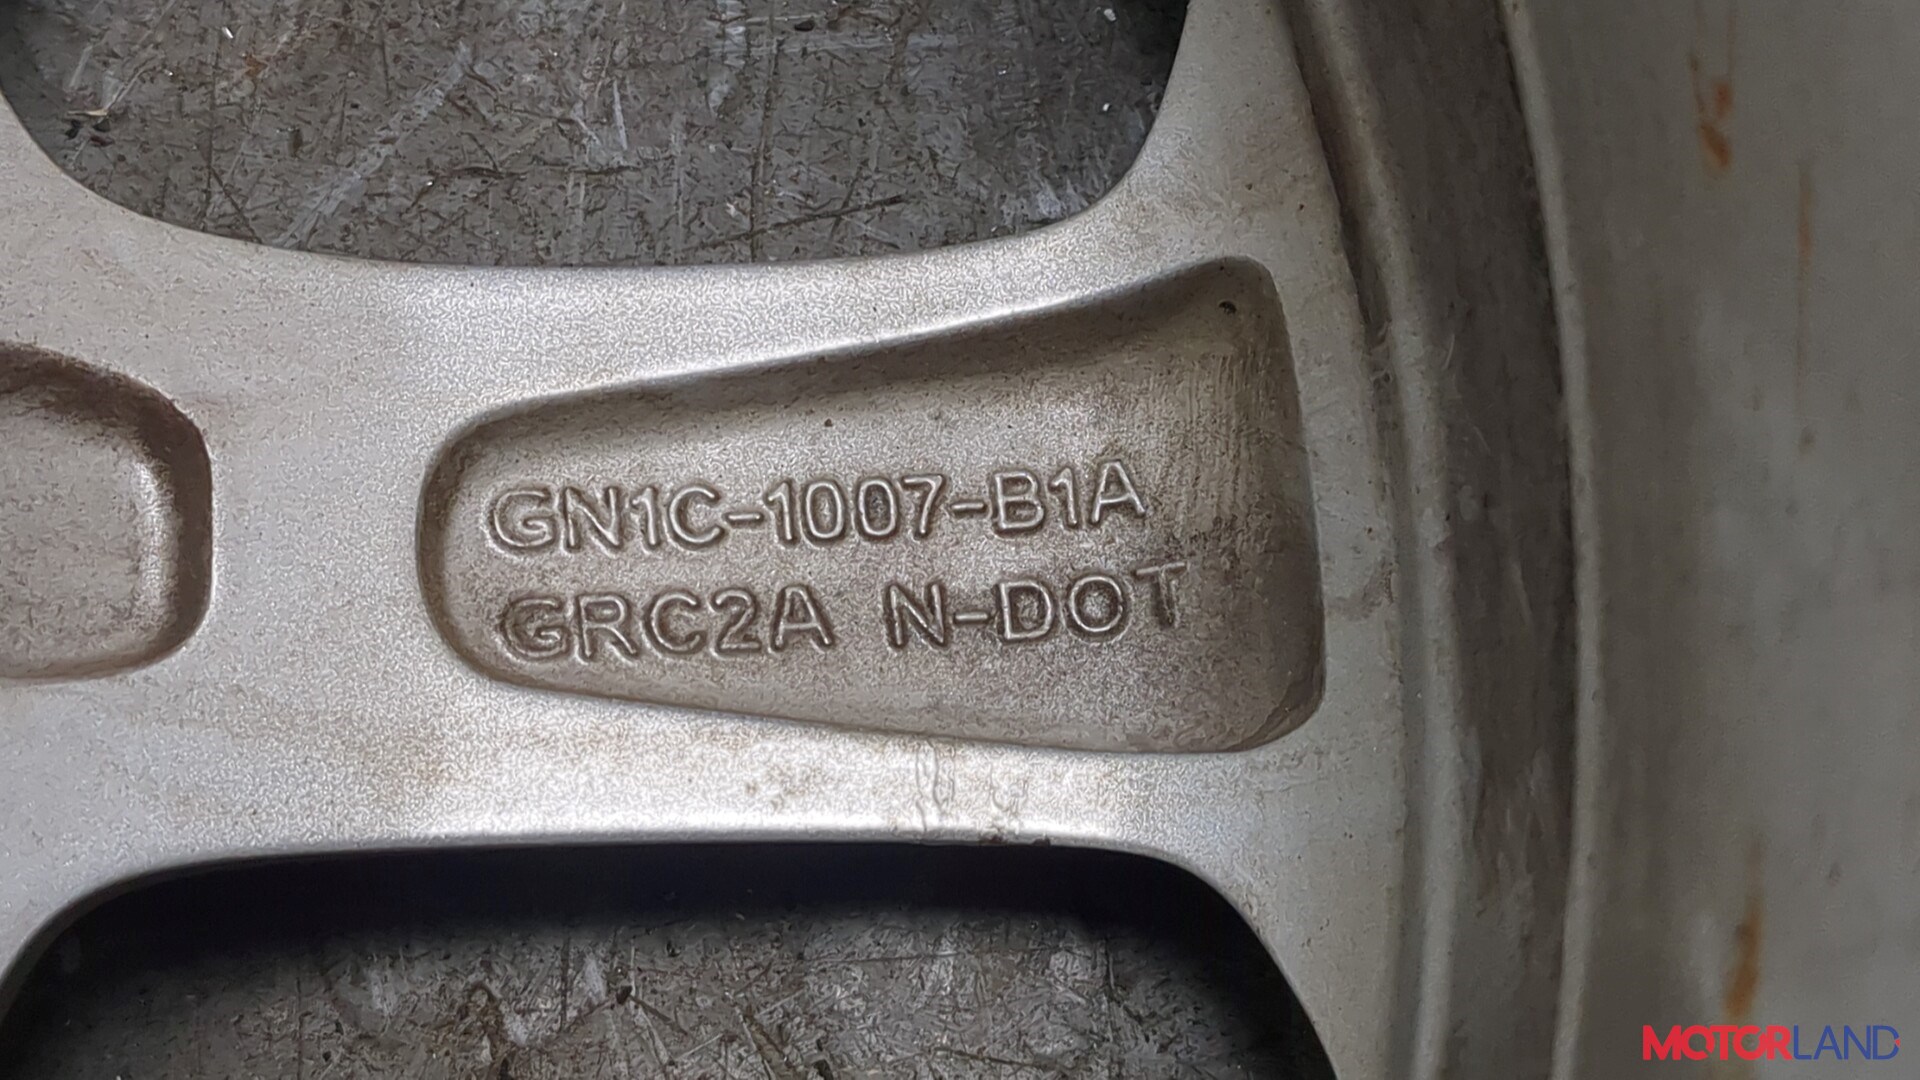 GN1C-1007-B1A
GRC2A N-DOT
MOTORLAND